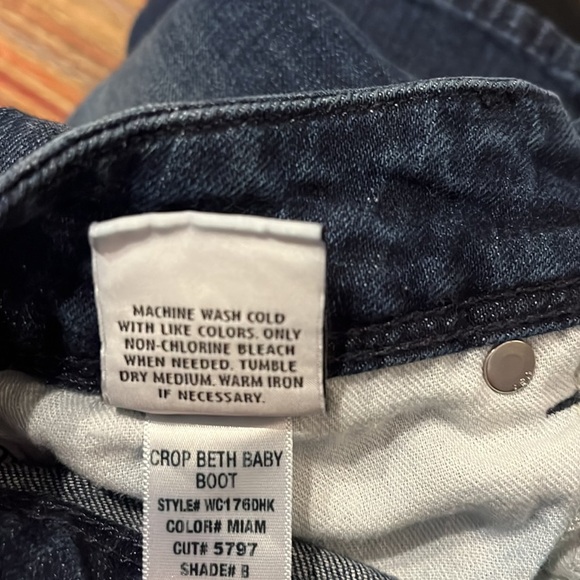 MACHINE WASH COLD
WITH LIKE COLORS. ONLY
NON-CHLORINE BLEACH
WHEN NEEDED. TUMBLE
DRY MEDIUM. WARM IRON
IF NECESSARY.
CROP BETH BABY
BOOT
STYLE# WC176DHK
COLOR# MIAM
CUT# 5797
SHADE# B